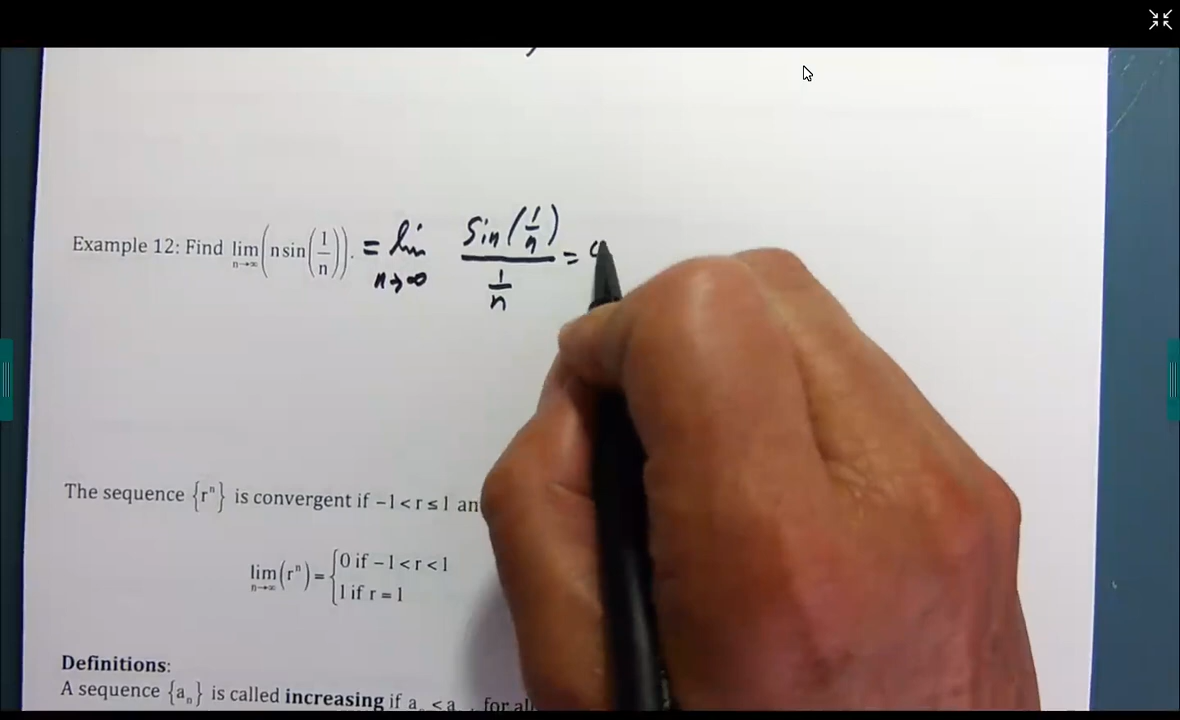 Example 12: Find lim n→∞ (n sin(1/n)). = lim n→∞ sin(1/n) / (1/n) =
The sequence {rⁿ} is convergent if −1 < r ≤ 1
lim n→∞ (rⁿ) = { 0 if −1 < r < 1
1 if r = 1
Definitions:
A sequence {aₙ} is called increasing if a < a for